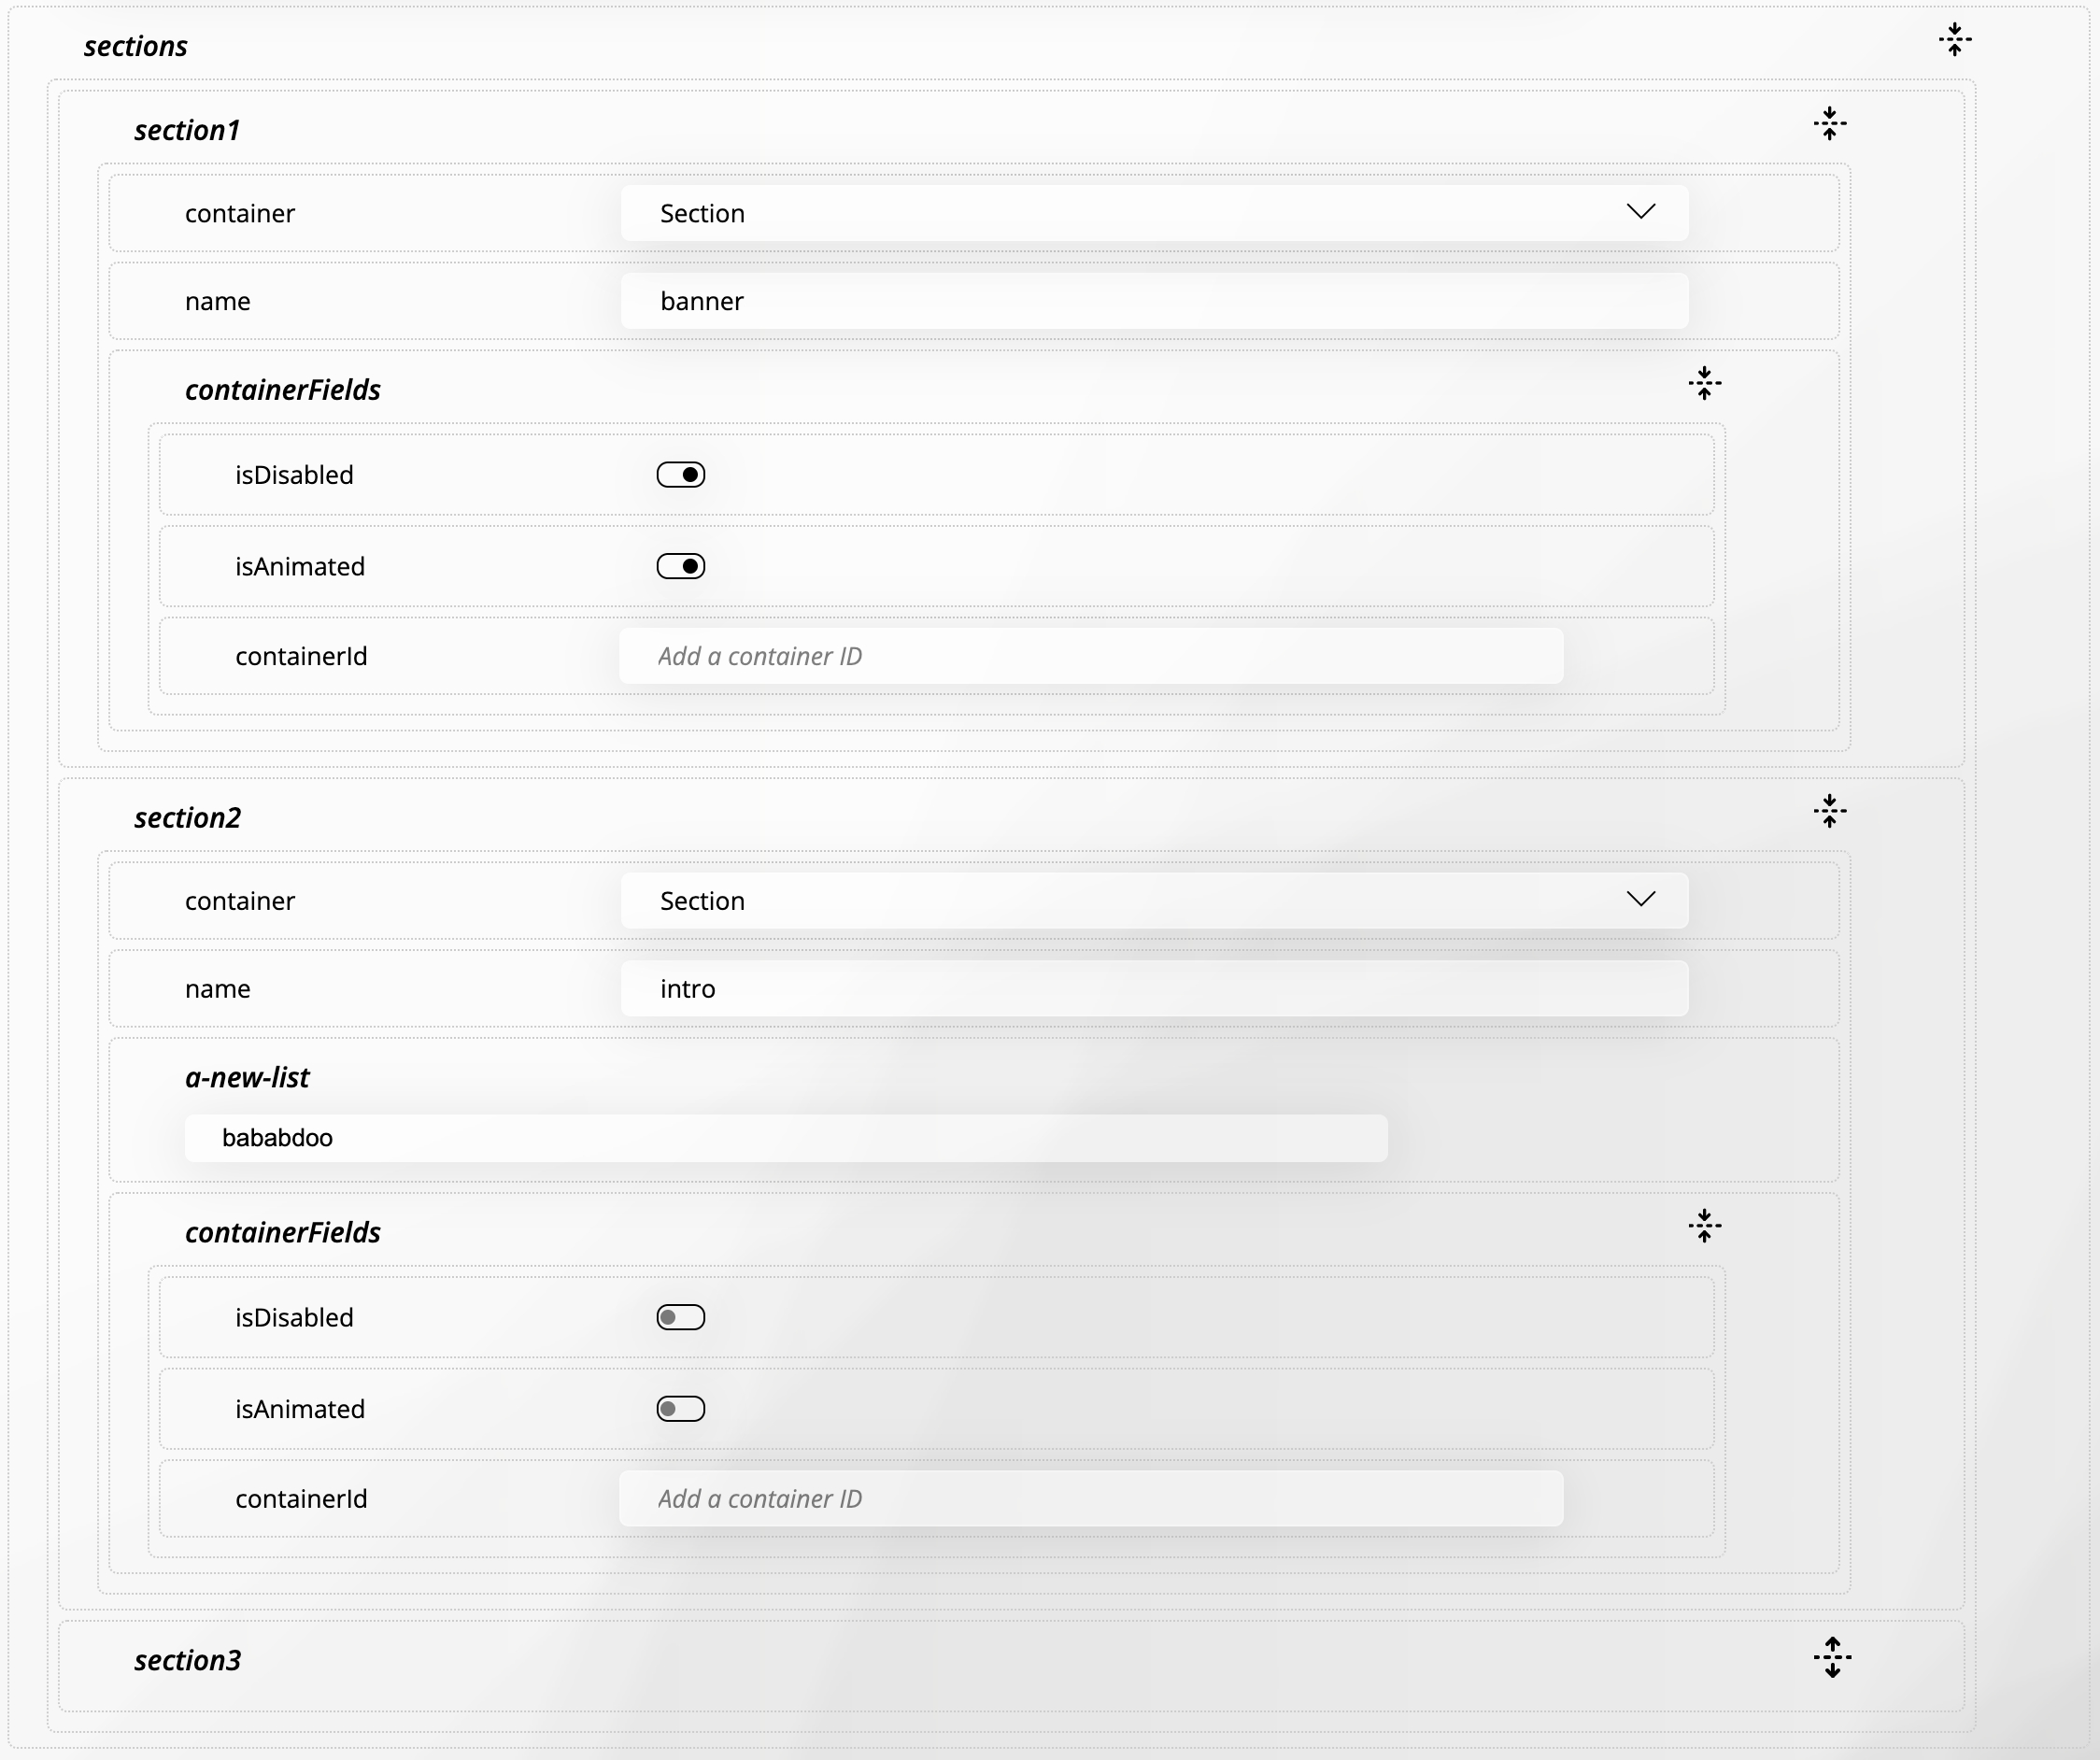 sections
section1
container Section
name banner
containerFields
isDisabled
isAnimated
containerId Add a container ID
section2
container Section
name intro
a-new-list
bababdoo
containerFields
isDisabled
isAnimated
containerId Add a container ID
section3